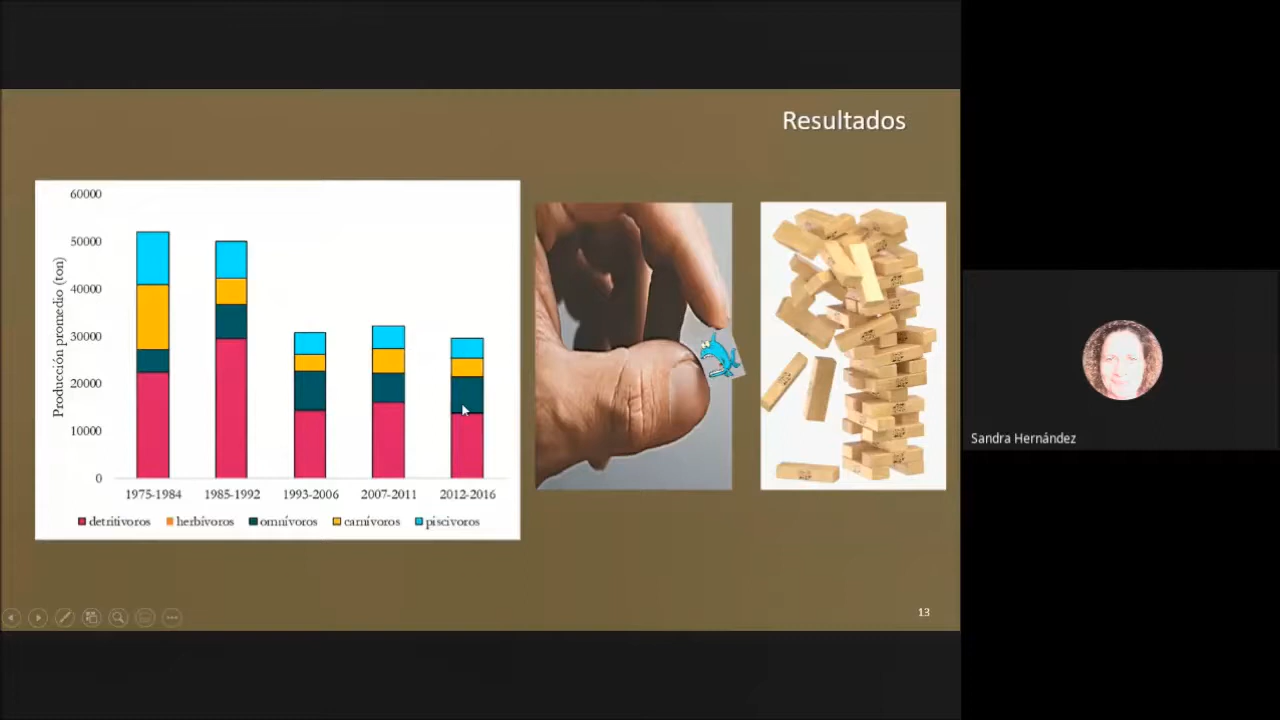 Resultados
60000
50000
40000
30000
20000
10000
0
Producción promedio (ton)
1975-1984 1985-1992 1993-2006 2007-2011 2012-2016
detritívoros herbívoros omnívoros carnívoros piscívoros
13
Sandra Hernández